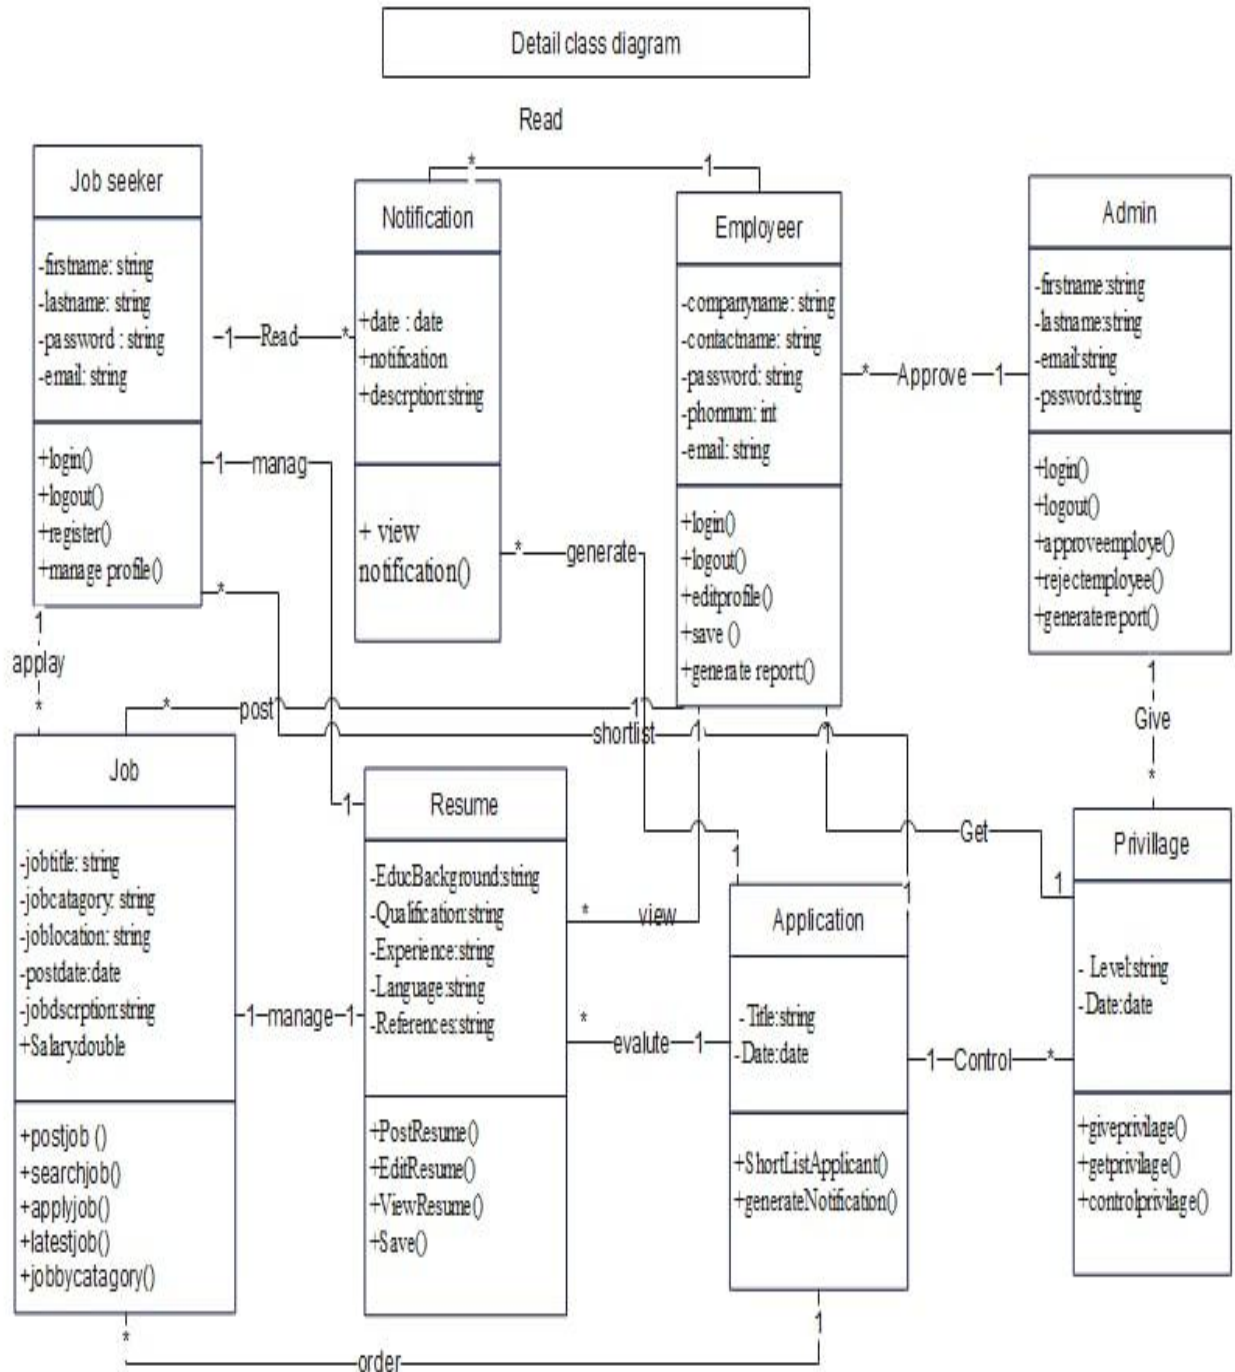 Detail class diagram
Read
*
1
Job seeker
-firstname: string
-lastname: string
-password : string
-email: string
+login()
+logout()
+register()
+manage profile()
Notification
+date : date
+notification
+descrption:string
+ view
notification()
Employeer
-companyname: string
-contactname: string
-password: string
-phonnum: int
-email: string
+login()
+logout()
+editprofile()
+save ()
+generate report()
Admin
-firstname:string
-lastname:string
-email:string
-pssword:string
+login()
+logout()
+approveemploye()
+rejectemployee()
+generatereport()
1 Read *
* Approve 1
1 manag 1
* generate 1
* shortlist 1
1
applay
*
* post 1
1
Give
*
1 view *
1 Get 1
Job
-jobtitle: string
-jobcatagory: string
-joblocation: string
-postdate:date
-jobdscrption:string
+Salary:double
+postjob ()
+searchjob()
+applyjob()
+latestjob()
+jobbycatagory()
1 manage 1
Resume
-EducBackground:string
-Qualification:string
-Experience:string
-Language:string
-References:string
+PostResume()
+EditResume()
+ViewResume()
+Save()
* evalute 1
Application
- Title:string
-Date:date
+ShortListApplicant()
+generateNotification()
1 Control *
Privillage
- Level:string
-Date:date
+giveprivilage()
+getprivilage()
+controlprivilage()
* order 1